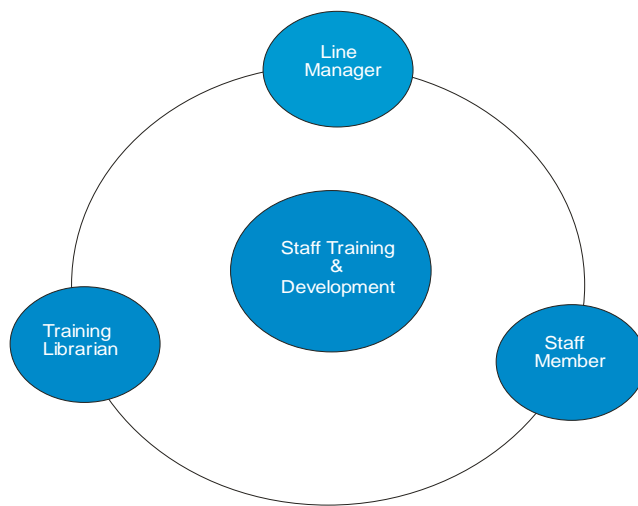 Line
Manager
Staff Training
&
Development
Training
Librarian
Staff
Member